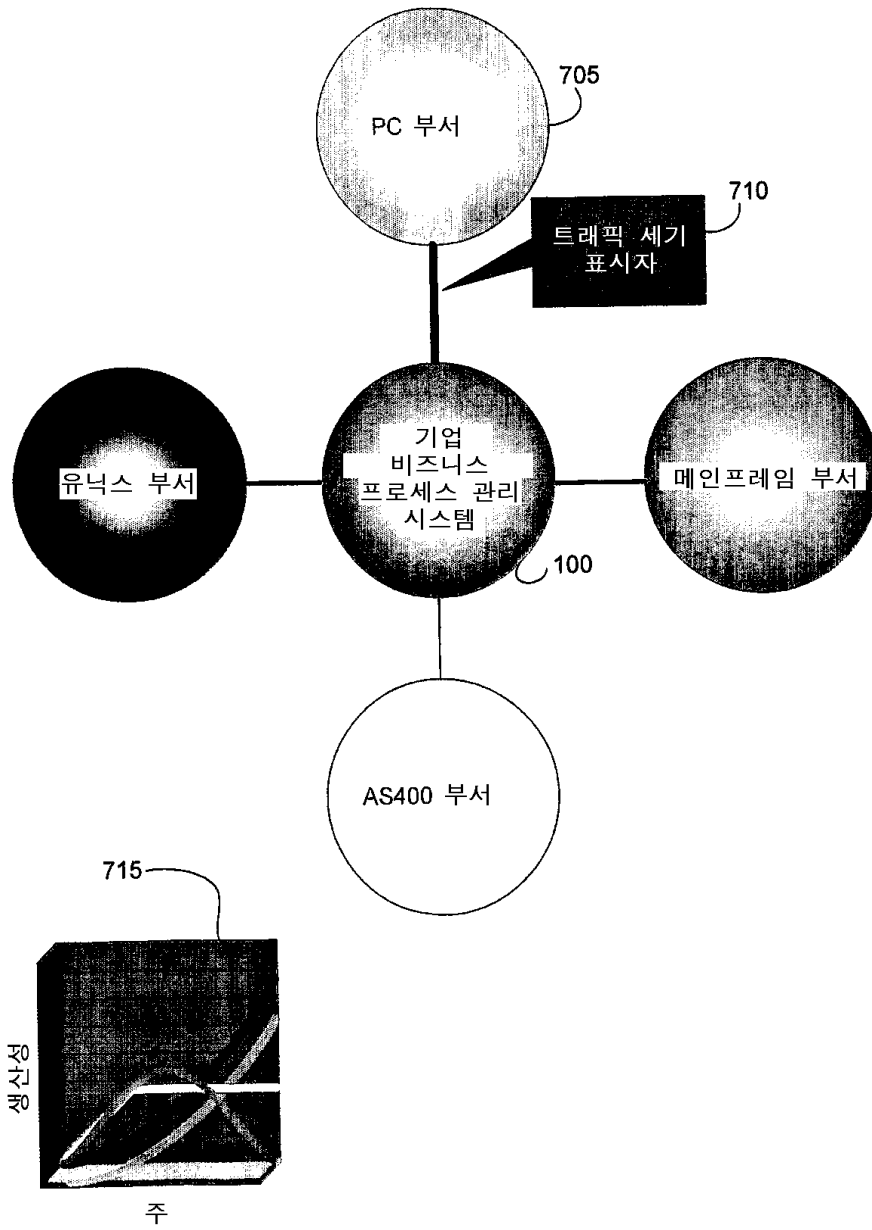 705
PC 부서
710
트래픽 세기
표시자
기업
비즈니스
프로세스 관리
시스템
유닉스 부서
메인프레임 부서
100
AS400 부서
715
생산성
주